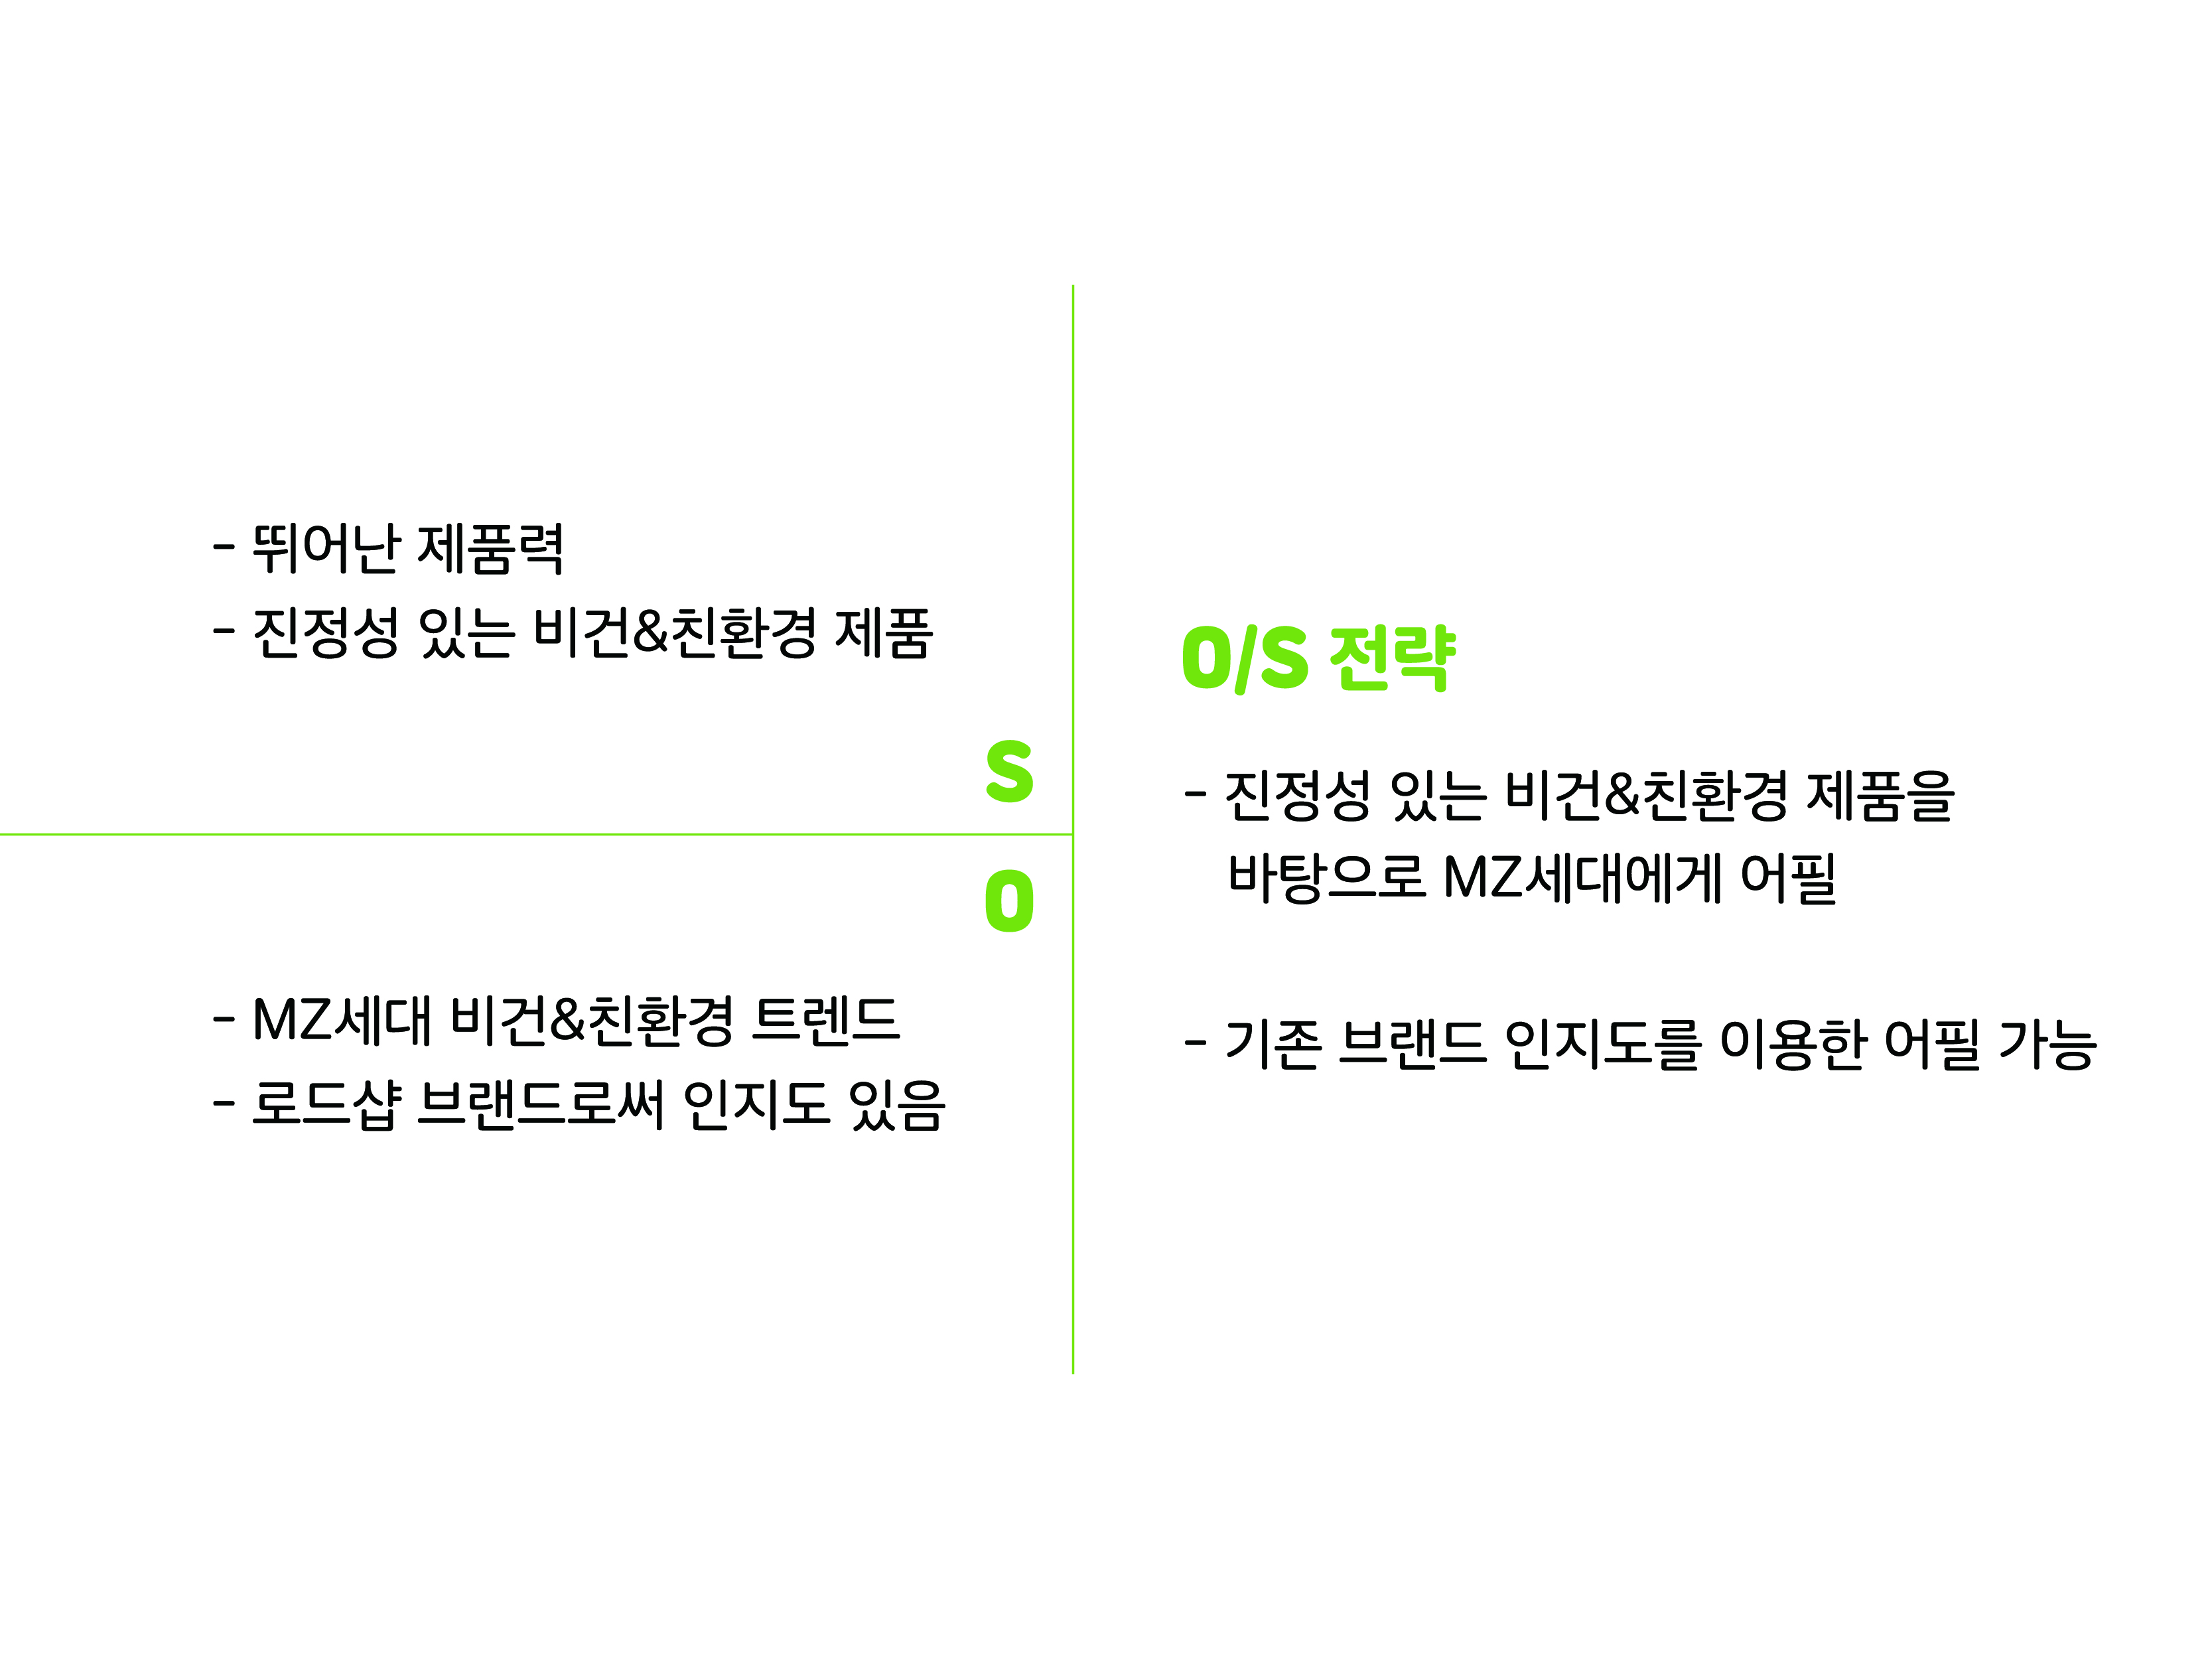 - 뛰어난 제품력
- 진정성 있는 비건&친환경 제품
S
O
- MZ세대 비건&친환경 트렌드
- 로드샵 브랜드로써 인지도 있음
O/S 전략
- 진정성 있는 비건&친환경 제품을
바탕으로 MZ세대에게 어필
- 기존 브랜드 인지도를 이용한 어필 가능